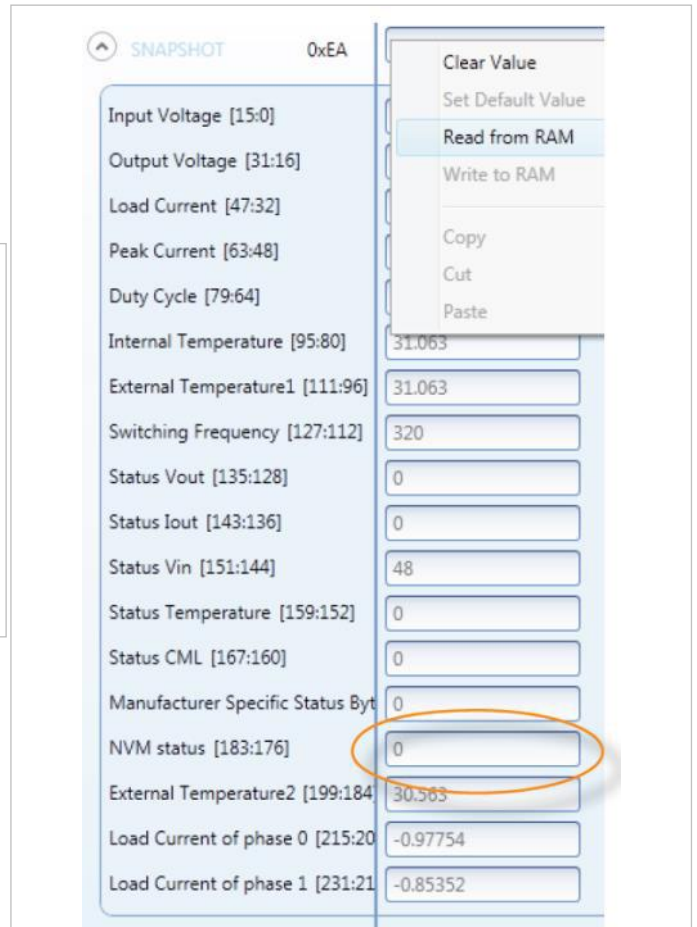 SNAPSHOT 0xEA
Clear Value
Set Default Value
Read from RAM
Write to RAM
Copy
Cut
Paste
Input Voltage [15:0]
Output Voltage [31:16]
Load Current [47:32]
Peak Current [63:48]
Duty Cycle [79:64]
Internal Temperature [95:80] 31.063
External Temperature1 [111:96] 31.063
Switching Frequency [127:112] 320
Status Vout [135:128] 0
Status Iout [143:136] 0
Status Vin [151:144] 48
Status Temperature [159:152] 0
Status CML [167:160] 0
Manufacturer Specific Status Byt 0
NVM status [183:176] 0
External Temperature2 [199:184 30.563
Load Current of phase 0 [215:20 -0.97754
Load Current of phase 1 [231:21 -0.85352